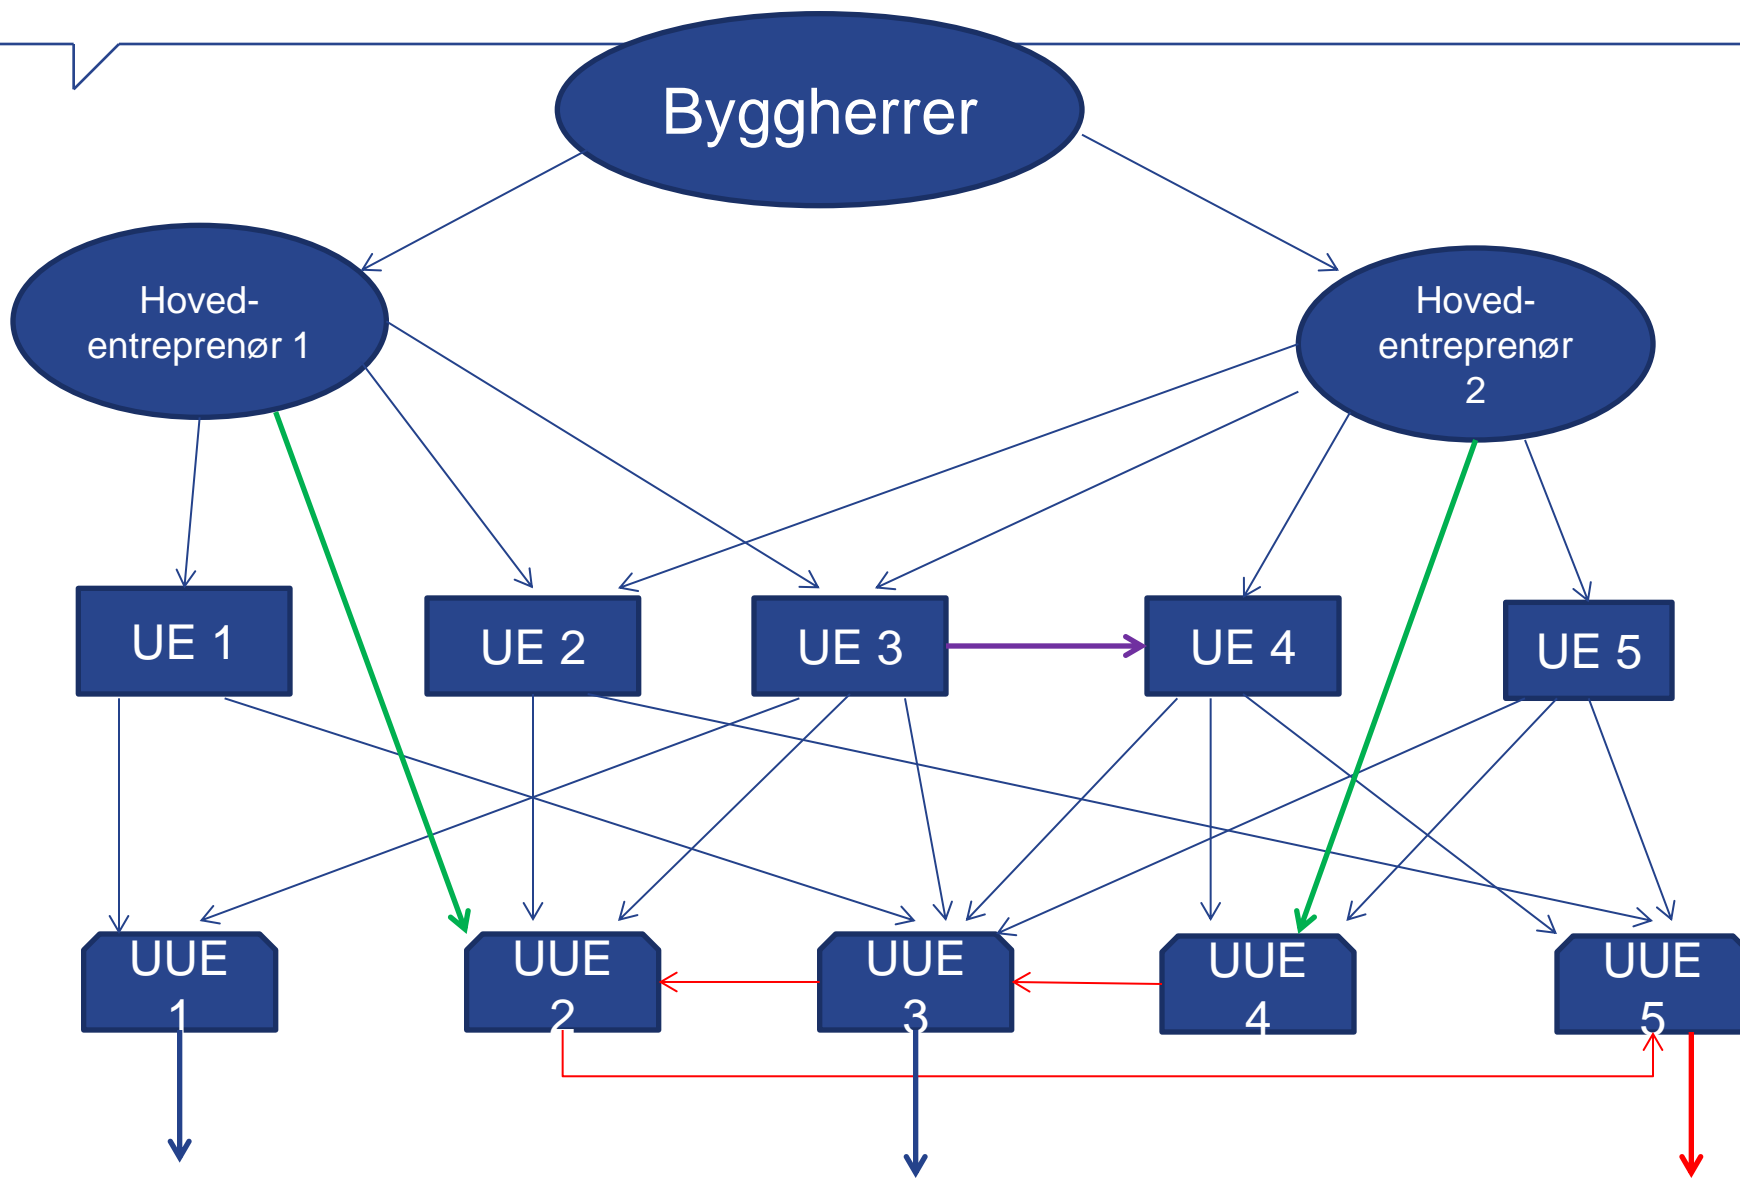 Byggherrer
Hoved-
entreprenør 1
Hoved-
entreprenør
2
UE 1
UE 2
UE 3
UE 4
UE 5
UUE
1
UUE
2
UUE
3
UUE
4
UUE
5